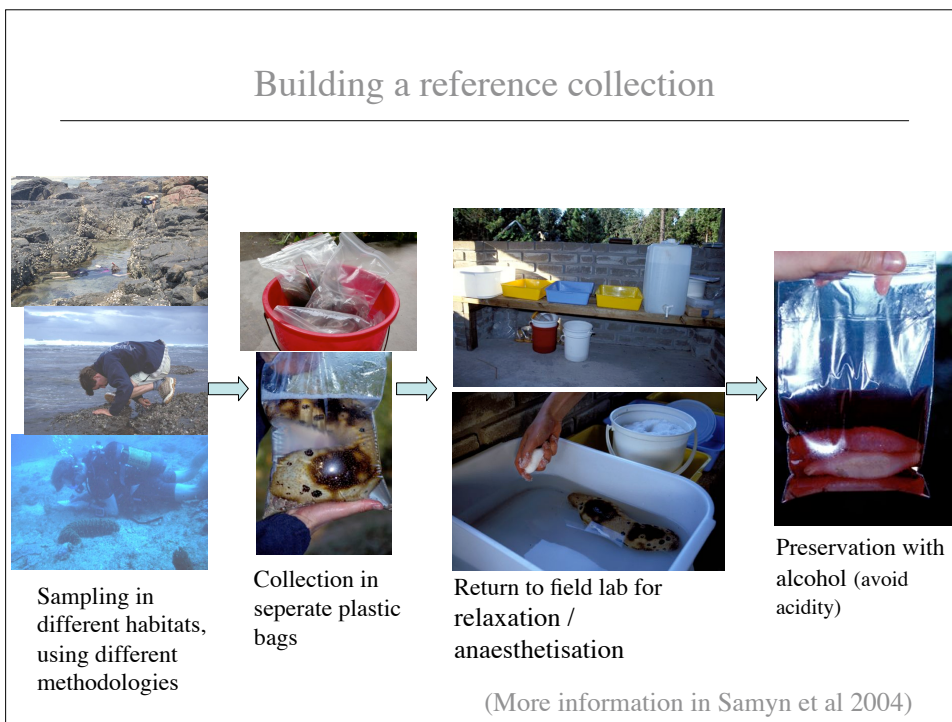 Building a reference collection
Sampling in
different habitats,
using different
methodologies
Collection in
seperate plastic
bags
Return to field lab for
relaxation /
anaesthetisation
Preservation with
alcohol (avoid
acidity)
(More information in Samyn et al 2004)